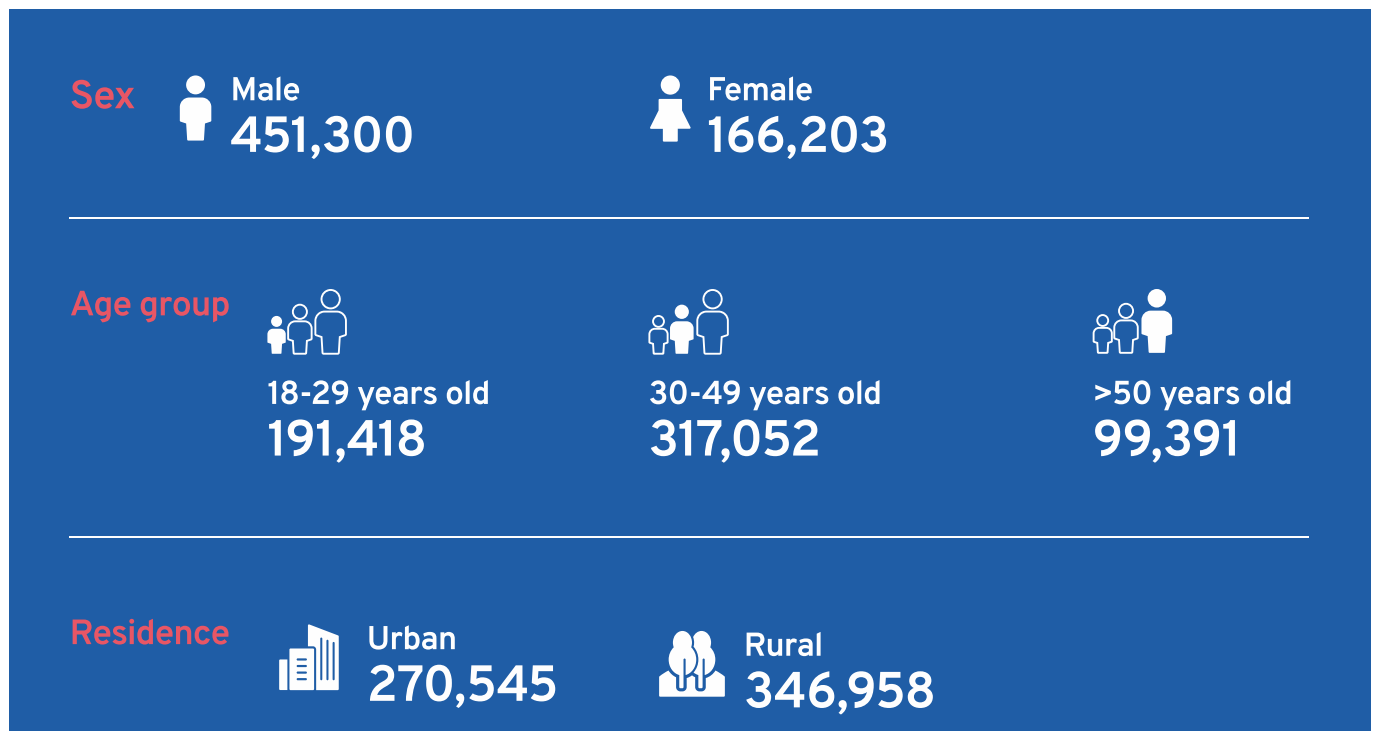 Sex
Male
451,300
Female
166,203
Age group
18-29 years old
191,418
30-49 years old
317,052
>50 years old
99,391
Residence
Urban
270,545
Rural
346,958